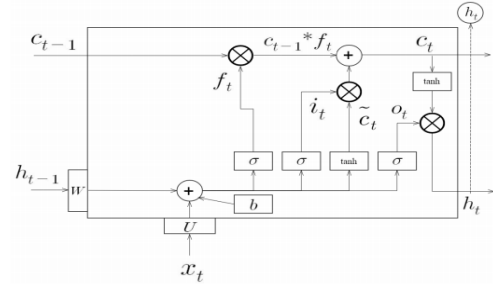 h_t
c_{t-1}
c_{t-1}*f_t
+
c_t
tanh
f_t
i_t
c̃_t
o_t
σ
σ
tanh
σ
h_{t-1}
W
+
b
h_t
U
x_t